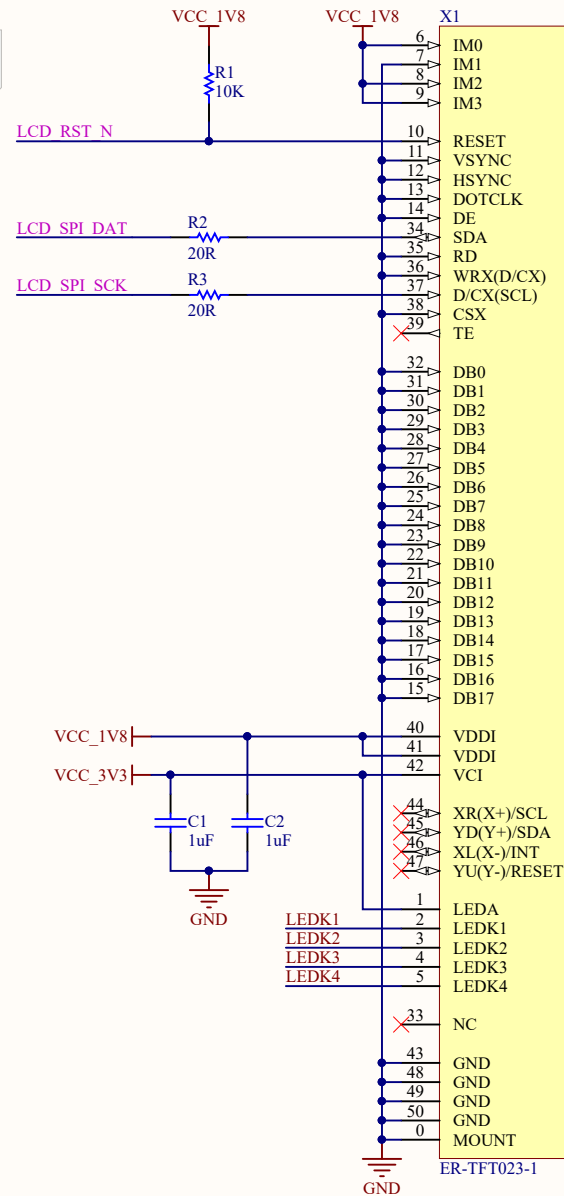 VCC_1V8 VCC_1V8 X1
6 IM0
R1 7 IM1
10K 8 IM2
9 IM3
LCD_RST_N 10 RESET
11 VSYNC
12 HSYNC
13 DOTCLK
14 DE
LCD_SPI_DAT R2 20R 34 SDA
35 RD
36 WRX(D/CX)
LCD_SPI_SCK R3 20R 37 D/CX(SCL)
38 CSX
39 TE
32 DB0
31 DB1
30 DB2
29 DB3
28 DB4
27 DB5
26 DB6
25 DB7
24 DB8
23 DB9
22 DB10
21 DB11
20 DB12
19 DB13
18 DB14
17 DB15
16 DB16
15 DB17
VCC_1V8 40 VDDI
41 VDDI
VCC_3V3 42 VCI
44 XR(X+)/SCL
C1 C2 45 YD(Y+)/SDA
1uF 1uF 46 XL(X-)/INT
47 YU(Y-)/RESET
GND
1 LEDA
LEDK1 2 LEDK1
LEDK2 3 LEDK2
LEDK3 4 LEDK3
LEDK4 5 LEDK4
33 NC
43 GND
48 GND
49 GND
50 GND
0 MOUNT
ER-TFT023-1
GND